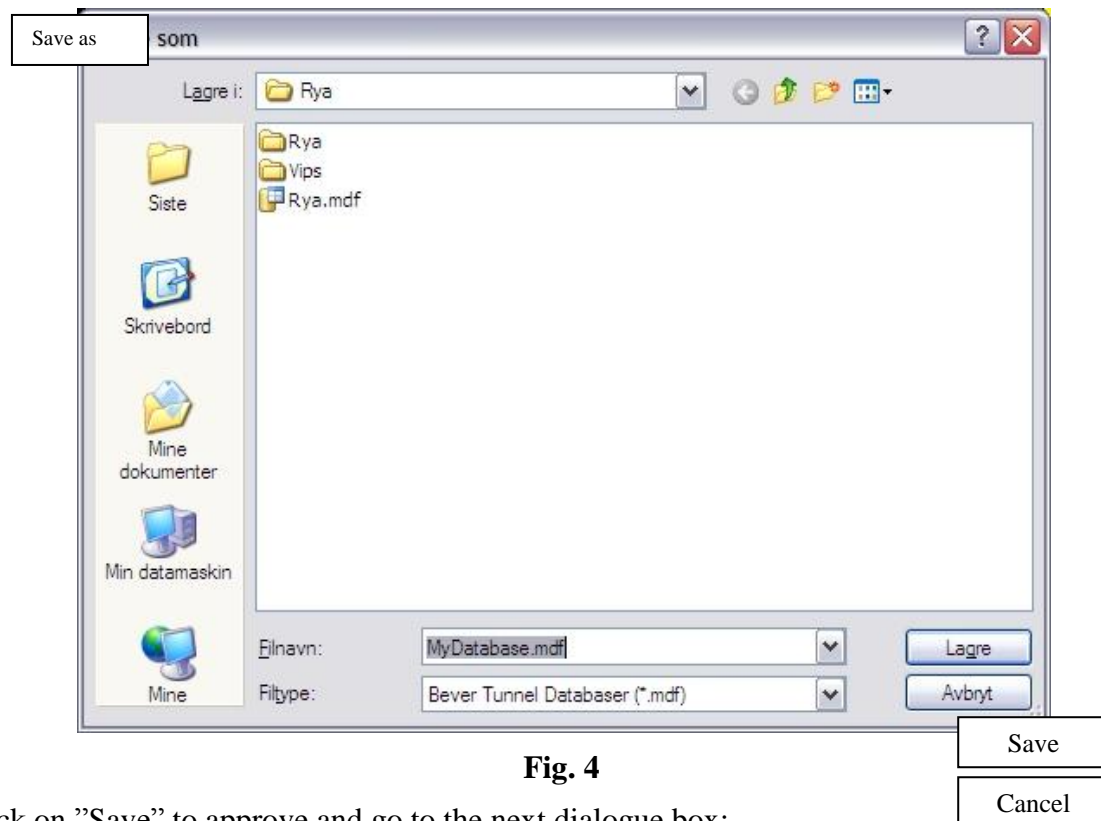 Save as
som
Lagre i:
Rya
Rya
Vips
Rya.mdf
Siste
Skrivebord
Mine
dokumenter
Min datamaskin
Mine
Filnavn:
MyDatabase.mdf
Lagre
Filtype:
Bever Tunnel Databaser (*.mdf)
Avbryt
Save
Fig. 4
Cancel
ck on ”Save” to approve and go to the next dialogue box: